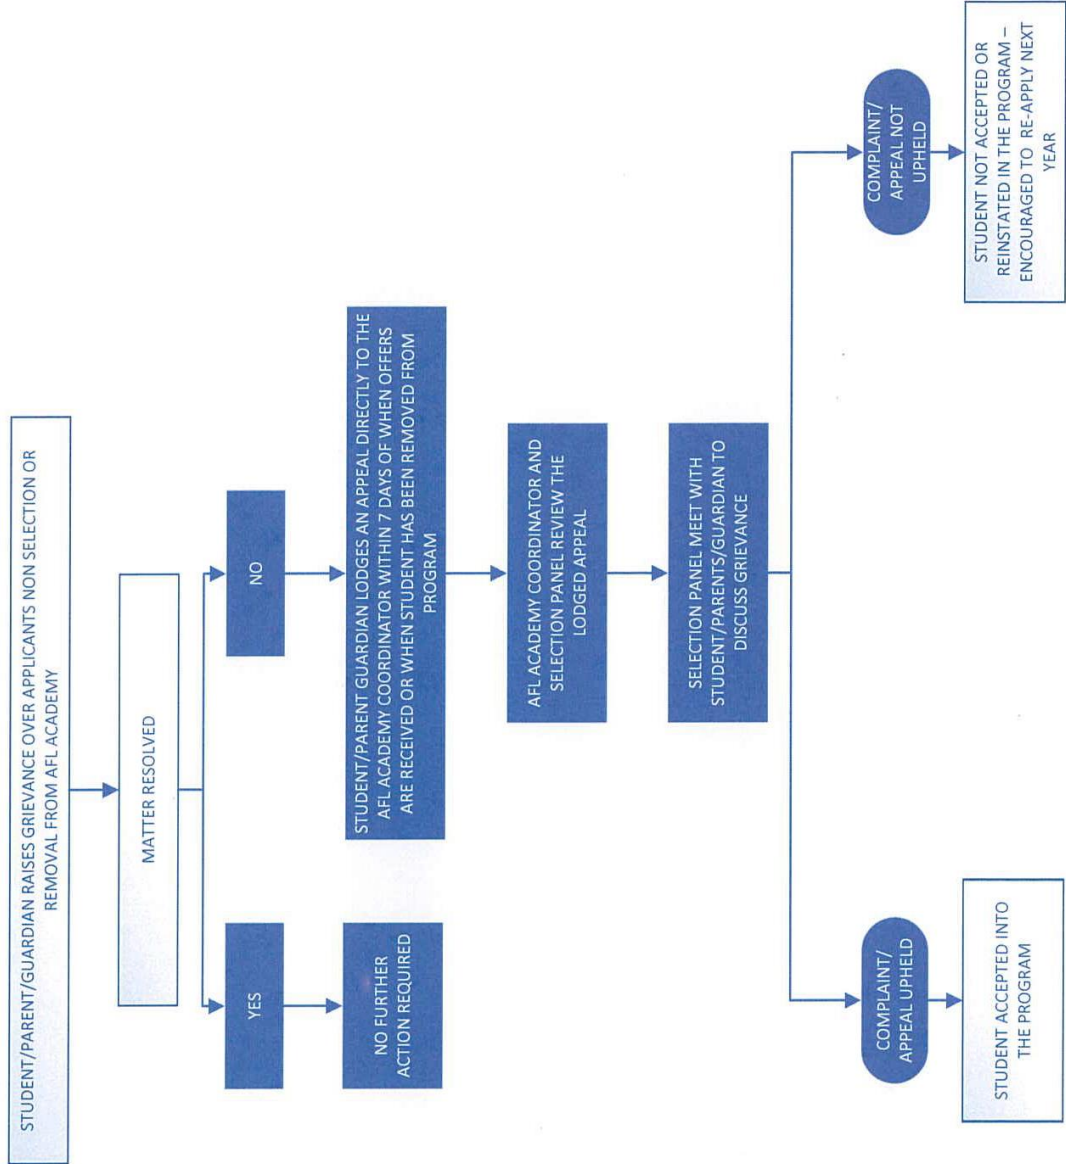 STUDENT/PARENT/GUARDIAN RAISES GRIEVANCE OVER APPLICANTS NON SELECTION OR
REMOVAL FROM AFL ACADEMY
MATTER RESOLVED
YES
NO
NO FURTHER
ACTION REQUIRED
STUDENT/PARENT GUARDIAN LODGES AN APPEAL DIRECTLY TO THE
AFL ACADEMY COORDINATOR WITHIN 7 DAYS OF WHEN OFFERS
ARE RECEIVED OR WHEN STUDENT HAS BEEN REMOVED FROM
PROGRAM
AFL ACADEMY COORDINATOR AND
SELECTION PANEL REVIEW THE
LODGED APPEAL
SELECTION PANEL MEET WITH
STUDENT/PARENTS/GUARDIAN TO
DISCUSS GRIEVANCE
COMPLAINT/
APPEAL UPHELD
COMPLAINT/
APPEAL NOT
UPHELD
STUDENT ACCEPTED INTO
THE PROGRAM
STUDENT NOT ACCEPTED OR
REINSTATED IN THE PROGRAM –
ENCOURAGED TO RE-APPLY NEXT
YEAR